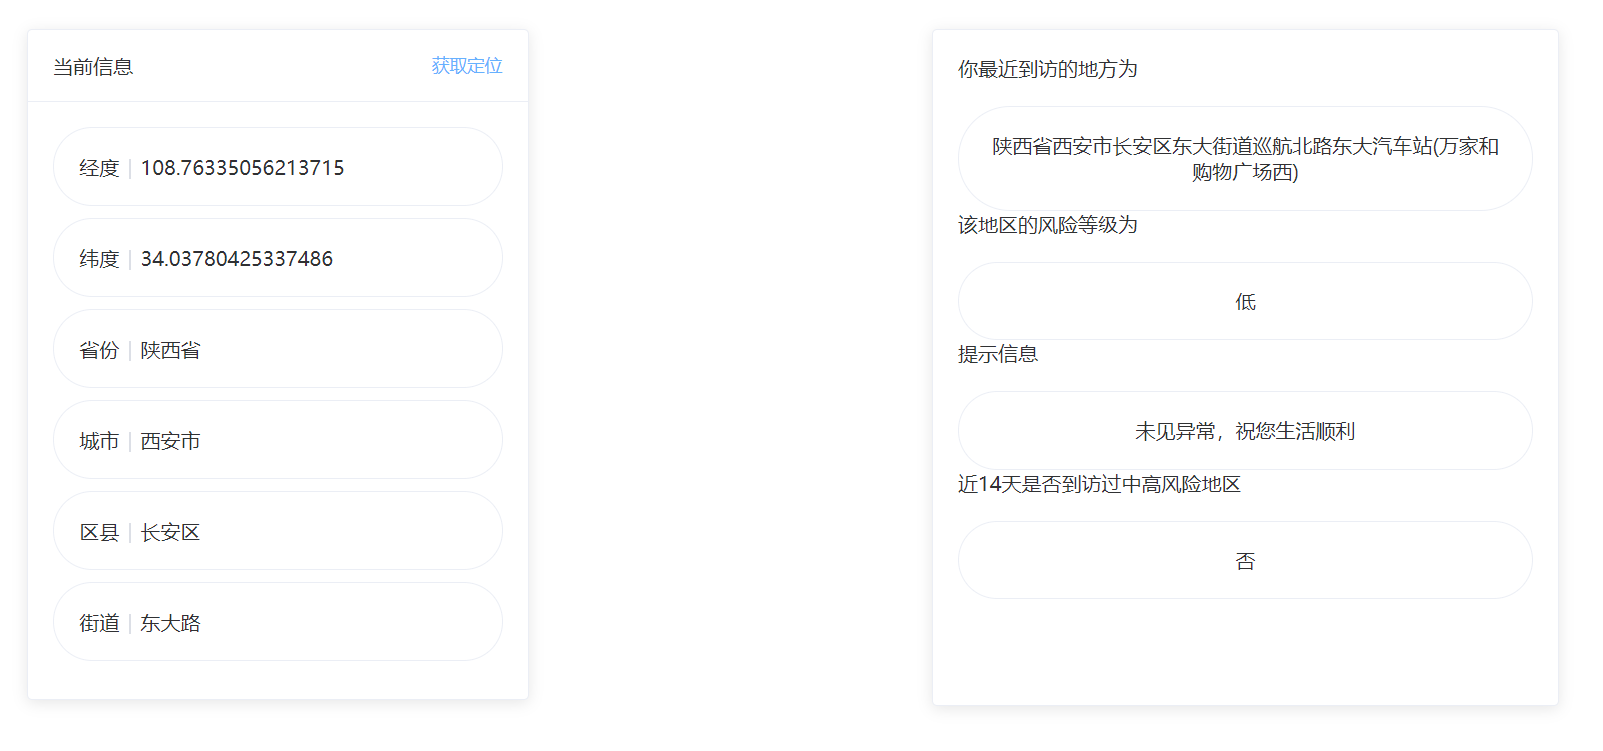 当前信息
获取定位
经度 | 108.76335056213715
纬度 | 34.03780425337486
省份 | 陕西省
城市 | 西安市
区县 | 长安区
街道 | 东大路
你最近到访的地方为
陕西省西安市长安区东大街道巡航北路东大汽车站(万家和
购物广场西)
该地区的风险等级为
低
提示信息
未见异常，祝您生活顺利
近14天是否到访过中高风险地区
否